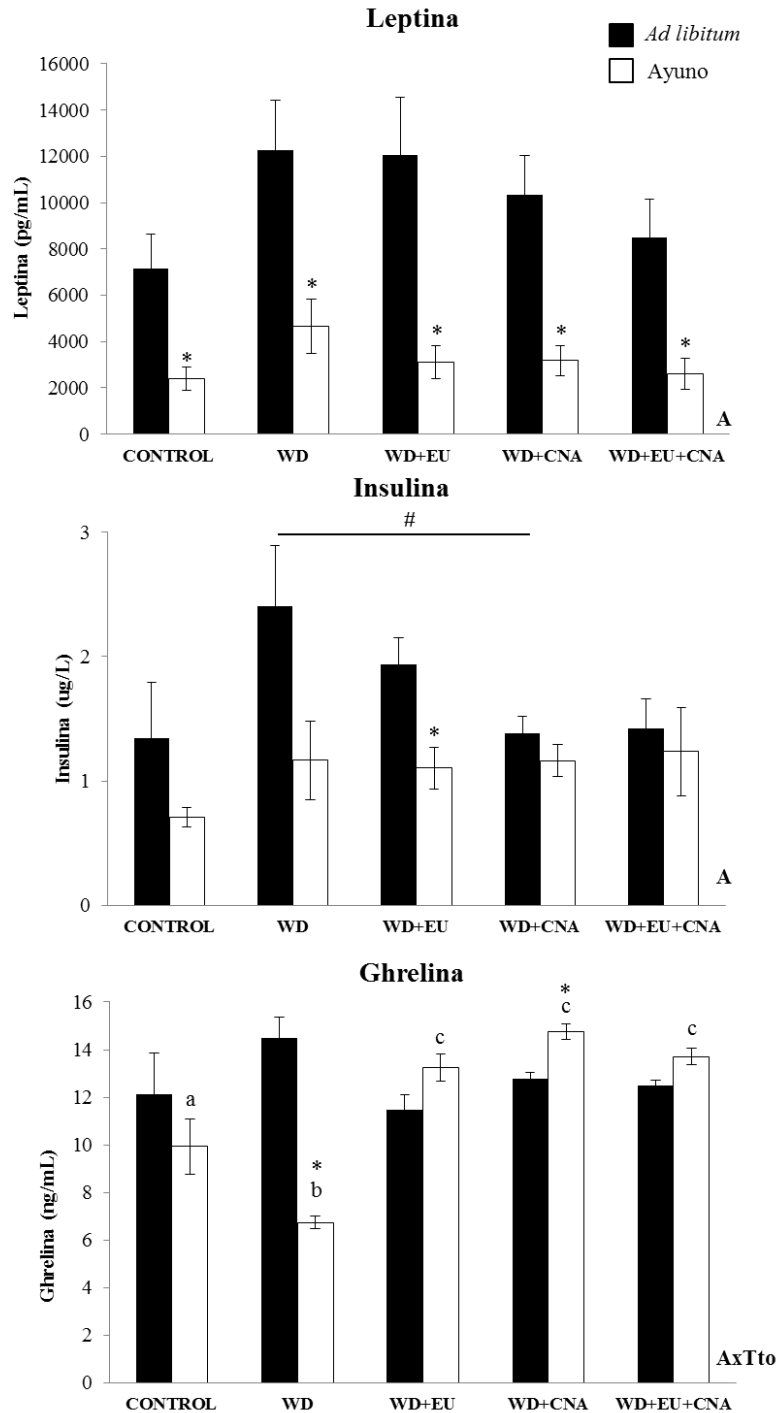 Leptina
Ad libitum
Ayuno
16000
14000
12000
10000
8000
6000
4000
2000
0
Leptina (pg/mL)
*
*
*
*
*
A
CONTROL WD WD+EU WD+CNA WD+EU+CNA
Insulina
#
3
2
1
0
Insulina (ug/L)
*
A
CONTROL WD WD+EU WD+CNA WD+EU+CNA
Ghrelina
16
14
12
10
8
6
4
2
0
Ghrelina (ng/mL)
a
*
b
c
*
c
c
AxTto
CONTROL WD WD+EU WD+CNA WD+EU+CNA